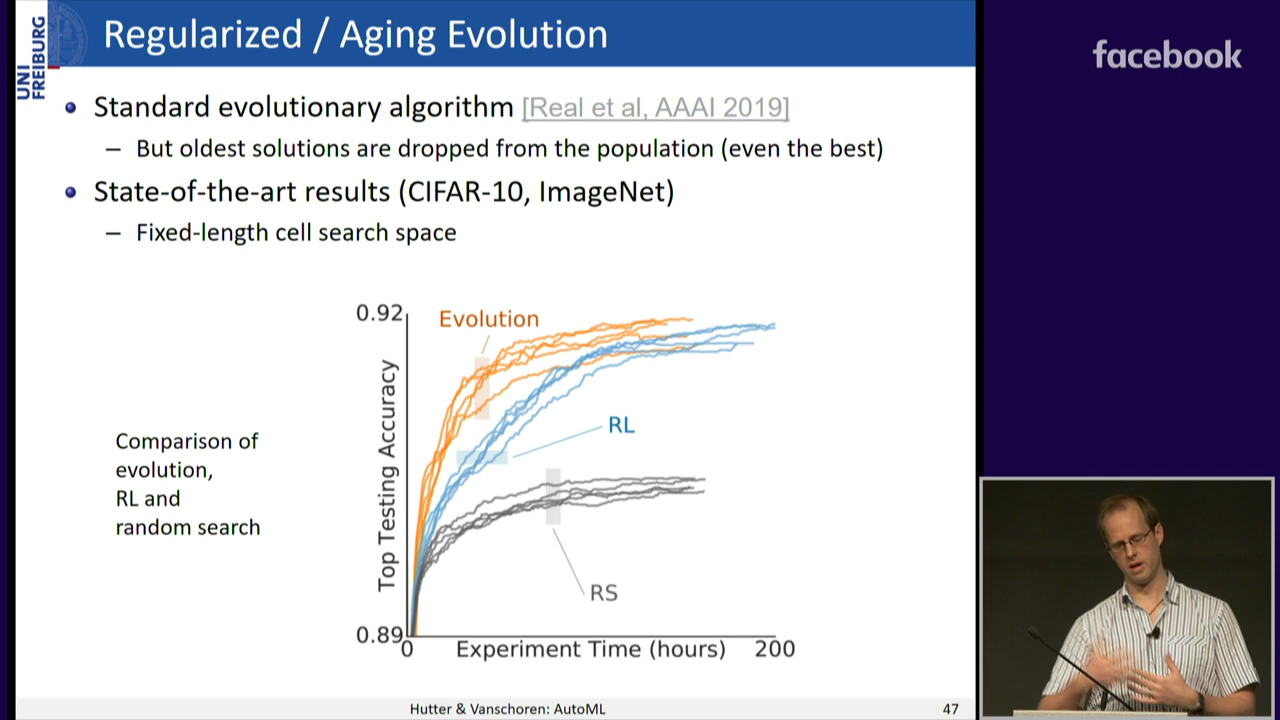 UNI
FREIBURG
Regularized / Aging Evolution
facebook
Standard evolutionary algorithm [Real et al, AAAI 2019]
– But oldest solutions are dropped from the population (even the best)
State-of-the-art results (CIFAR-10, ImageNet)
– Fixed-length cell search space
Comparison of
evolution,
RL and
random search
0.92
Evolution
Top Testing Accuracy
RL
RS
0.89
0
Experiment Time (hours)
200
Hutter & Vanschoren: AutoML
47